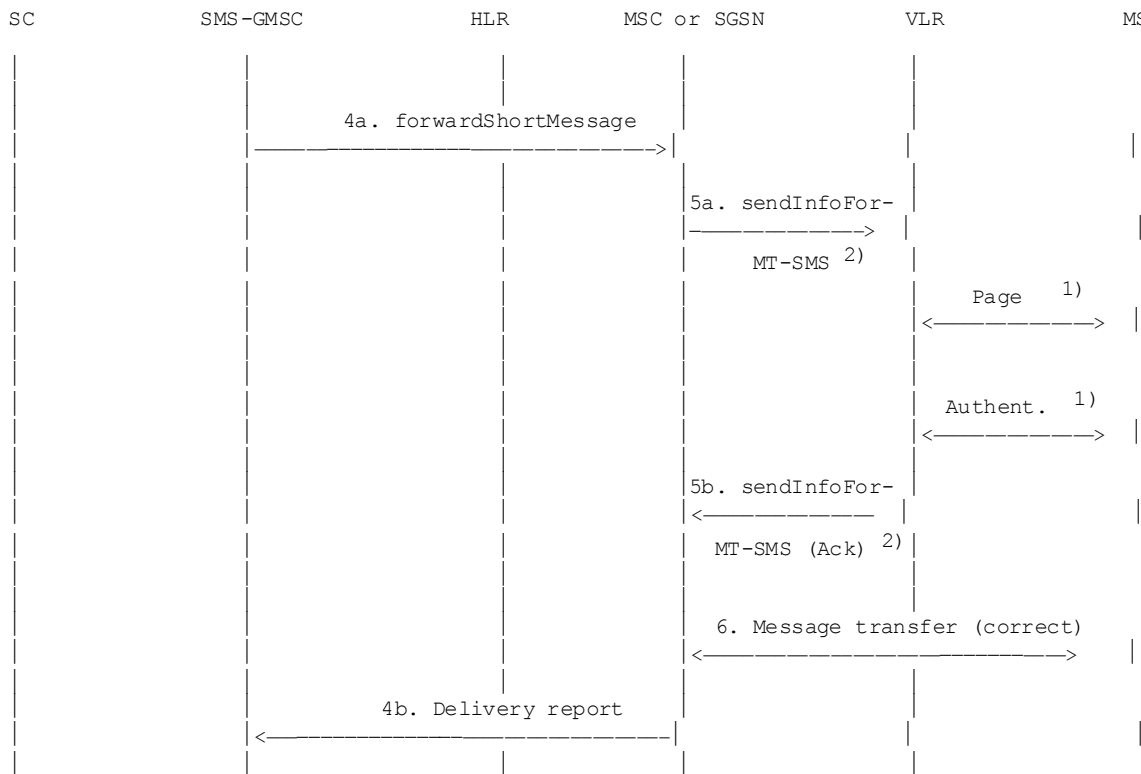 SC SMS-GMSC HLR MSC or SGSN VLR MS
4a. forwardShortMessage
5a. sendInfoFor-
MT-SMS 2)
Page 1)
Authent. 1)
5b. sendInfoFor-
MT-SMS (Ack) 2)
6. Message transfer (correct)
4b. Delivery report